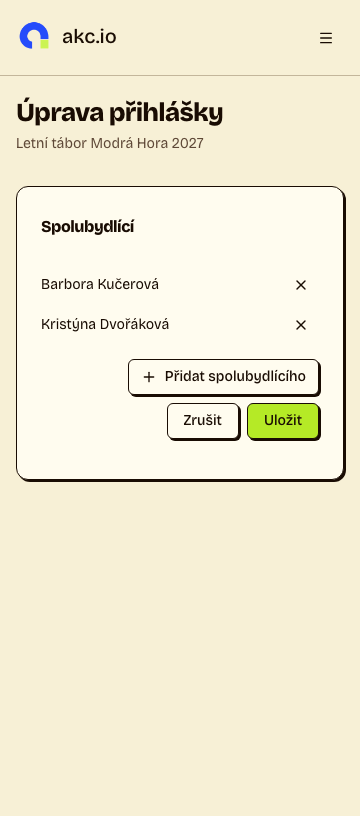 akc.io
Úprava přihlášky
Letní tábor Modrá Hora 2027
Spolubydlící
Barbora Kučerová
Kristýna Dvořáková
Přidat spolubydlícího
Zrušit Uložit